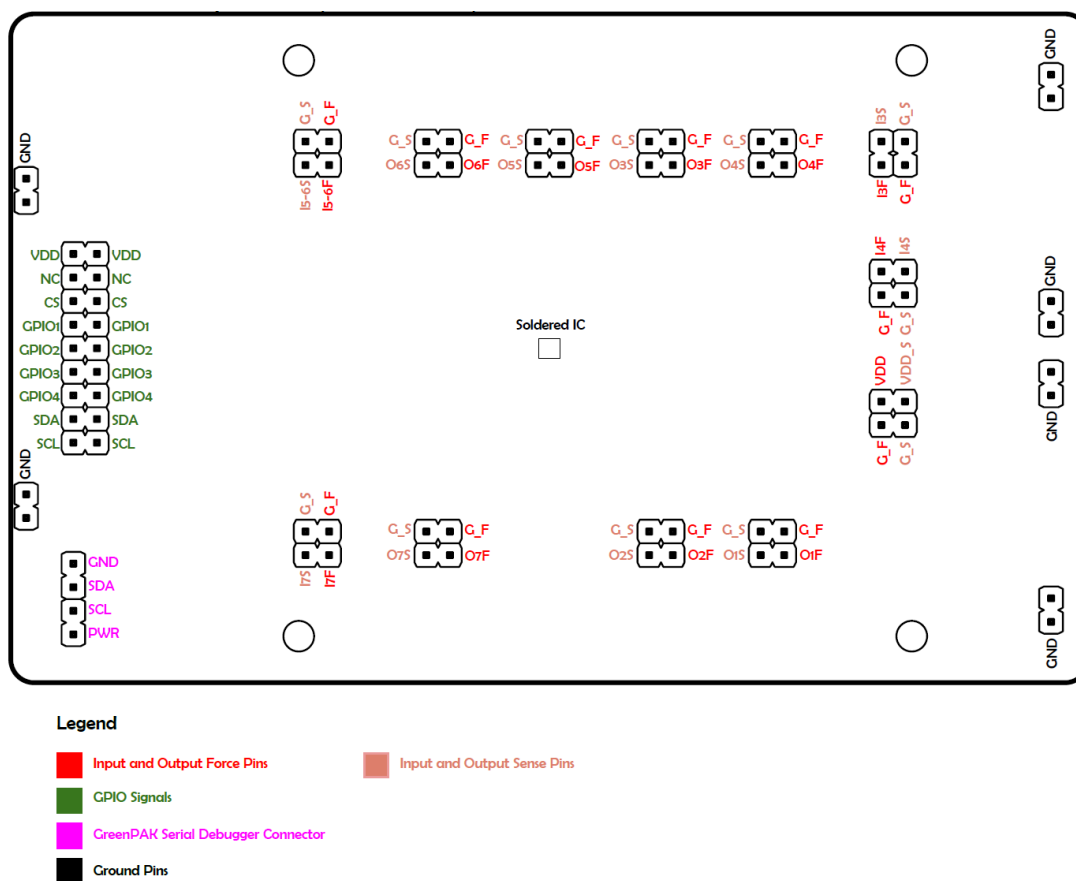 GND
GND
G_S G_F
I5-6S I5-6F
G_S G_F
O6S O6F
G_S G_F
O5S O5F
G_S G_F
O3S O3F
G_S G_F
O4S O4F
I3S G_S
I3F G_F
VDD VDD
NC NC
CS CS
GPIO1 GPIO1
GPIO2 GPIO2
GPIO3 GPIO3
GPIO4 GPIO4
SDA SDA
SCL SCL
Soldered IC
I4F I4S
G_F G_S
GND
VDD VDD_S
G_F G_S
GND
GND
G_S G_F
I7S I7F
G_S G_F
O7S O7F
G_S G_F
O2S O2F
G_S G_F
O1S O1F
GND
SDA
SCL
PWR
GND
Legend
Input and Output Force Pins
Input and Output Sense Pins
GPIO Signals
GreenPAK Serial Debugger Connector
Ground Pins